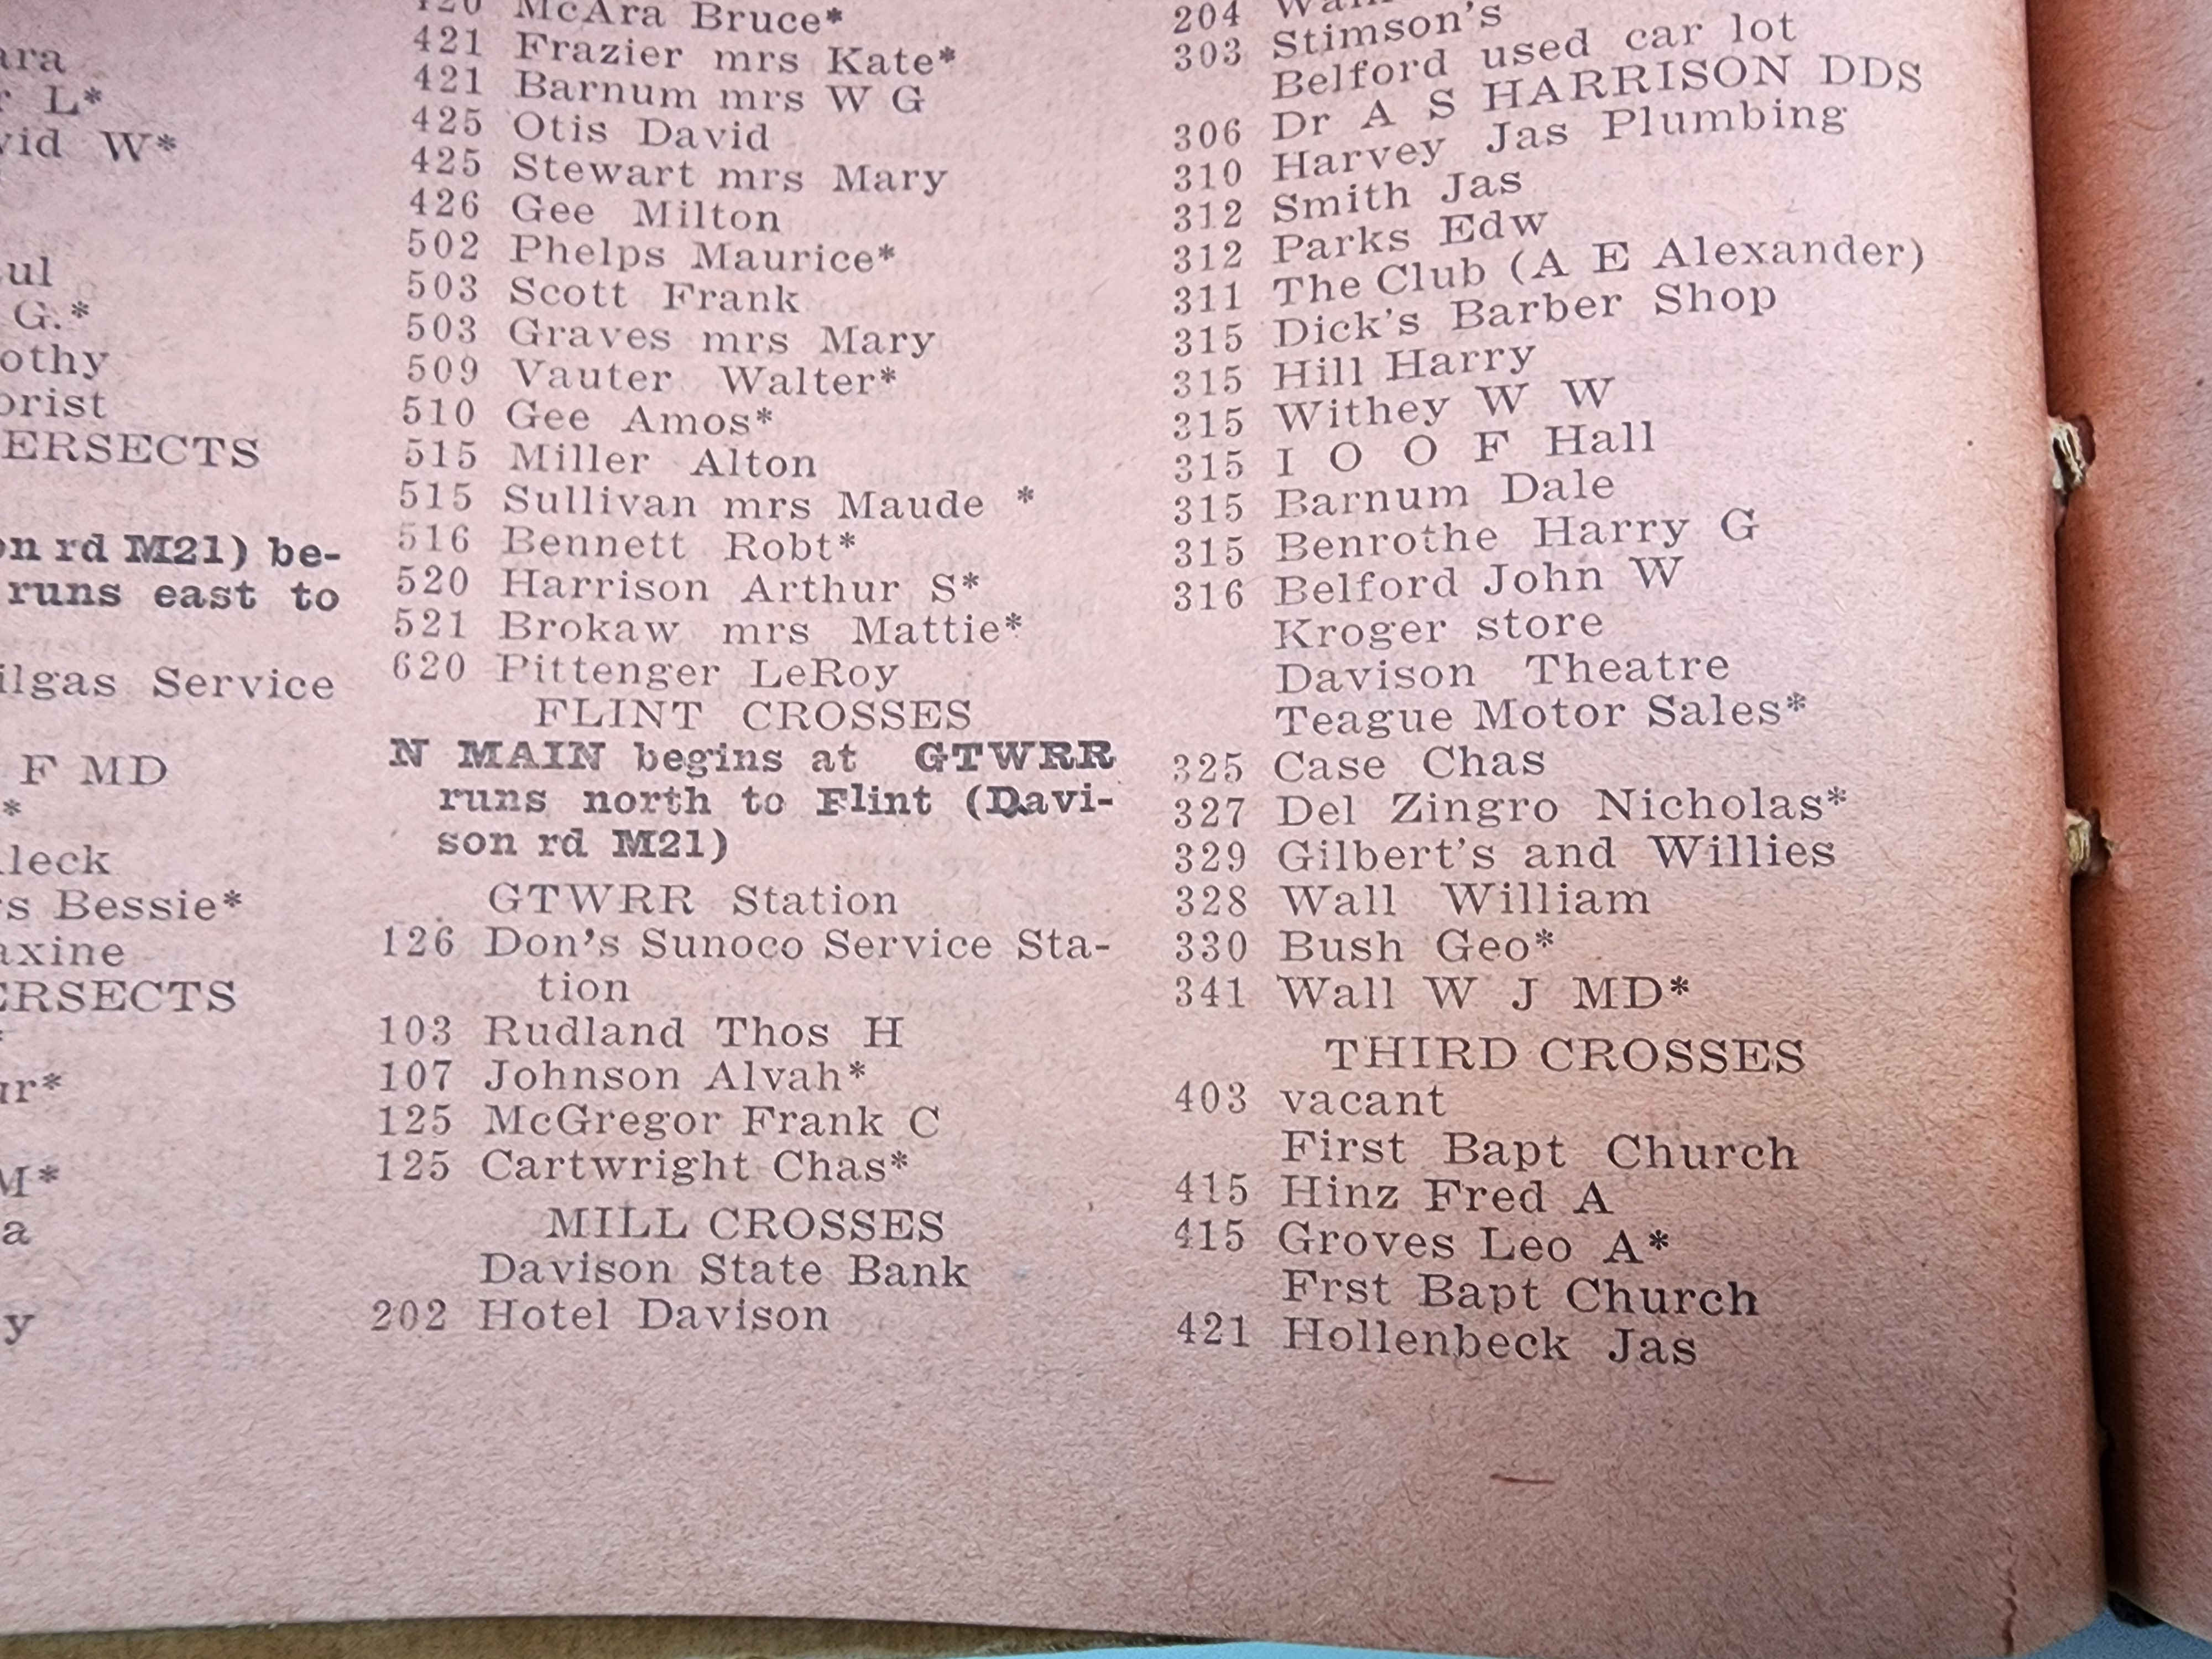 L*
W*
G.*
ERSECTS
on rd M21) be-
runs east to
Service
F MD
*
Bessie*
ERSECTS
M*
420 McAra Bruce*
421 Frazier mrs Kate*
421 Barnum mrs W G
425 Otis David
425 Stewart mrs Mary
426 Gee Milton
502 Phelps Maurice*
503 Scott Frank
503 Graves mrs Mary
509 Vauter Walter*
510 Gee Amos*
515 Miller Alton
515 Sullivan mrs Maude *
516 Bennett Robt*
520 Harrison Arthur S*
521 Brokaw mrs Mattie*
620 Pittenger LeRoy
FLINT CROSSES
N MAIN begins at GTWRR
runs north to Flint (Davi-
son rd M21)
GTWRR Station
126 Don's Sunoco Service Sta-
tion
103 Rudland Thos H
107 Johnson Alvah*
125 McGregor Frank C
125 Cartwright Chas*
MILL CROSSES
Davison State Bank
202 Hotel Davison
204
303 Stimson's
Belford used car lot
306 Dr A S HARRISON DDS
310 Harvey Jas Plumbing
312 Smith Jas
312 Parks Edw
311 The Club (A E Alexander)
315 Dick's Barber Shop
315 Hill Harry
315 Withey W W
315 I O O F Hall
315 Barnum Dale
315 Benrothe Harry G
316 Belford John W
Kroger store
Davison Theatre
Teague Motor Sales*
325 Case Chas
327 Del Zingro Nicholas*
329 Gilbert's and Willies
328 Wall William
330 Bush Geo*
341 Wall W J MD*
THIRD CROSSES
403 vacant
First Bapt Church
415 Hinz Fred A
415 Groves Leo A*
Frst Bapt Church
421 Hollenbeck Jas